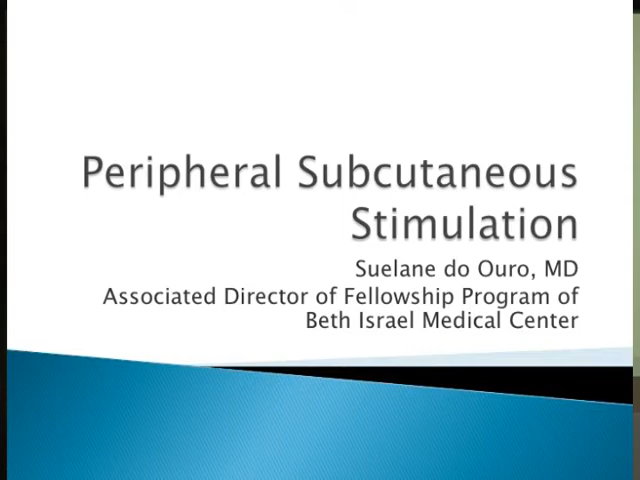 Peripheral Subcutaneous
Stimulation
Suelane do Ouro, MD
Associated Director of Fellowship Program of
Beth Israel Medical Center